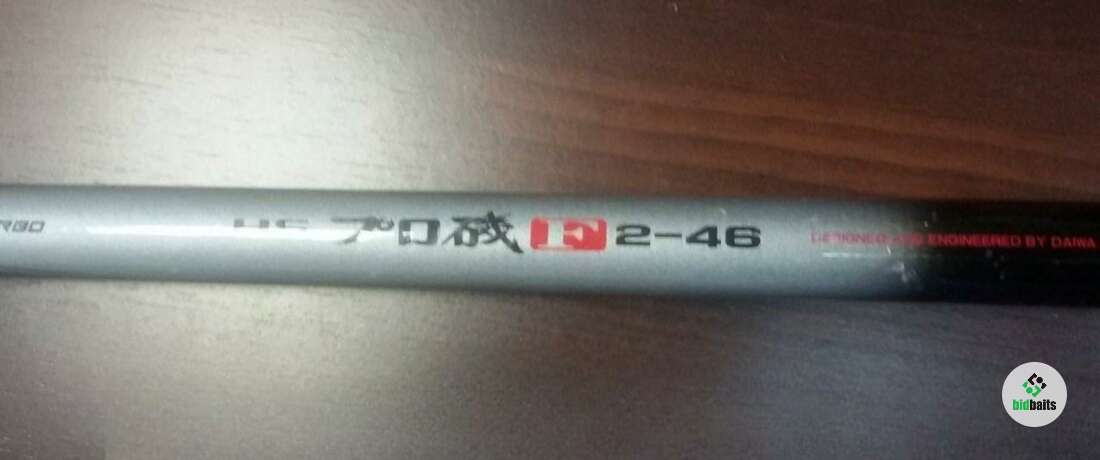 HS プロ磯 F 2-46
DESIGNED AND ENGINEERED BY DAIWA
bidbaits